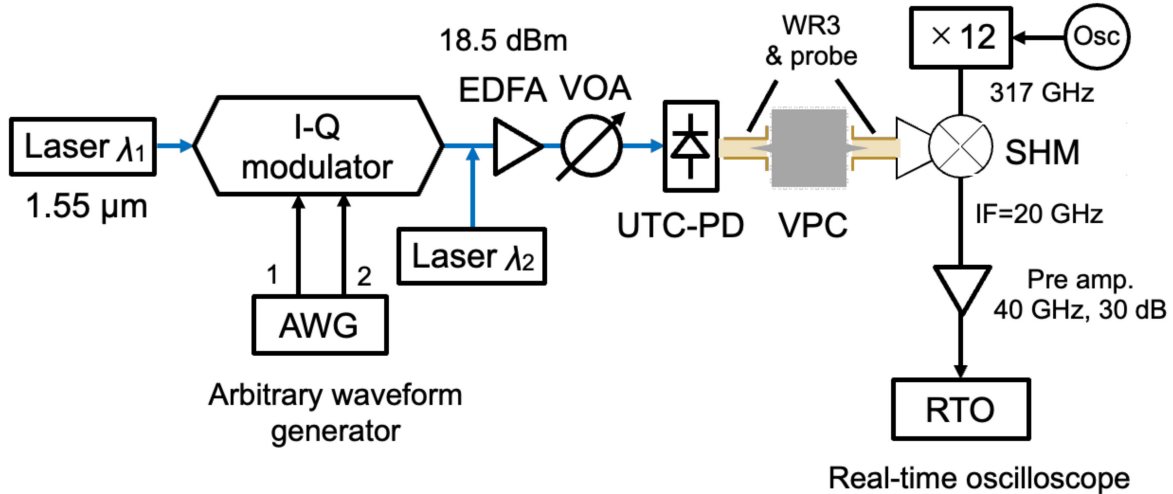 Laser λ1
1.55 μm
I-Q
modulator
1
2
AWG
Arbitrary waveform
generator
Laser λ2
18.5 dBm
EDFA
VOA
UTC-PD
WR3
& probe
VPC
× 12
Osc
317 GHz
SHM
IF=20 GHz
Pre amp.
40 GHz, 30 dB
RTO
Real-time oscilloscope